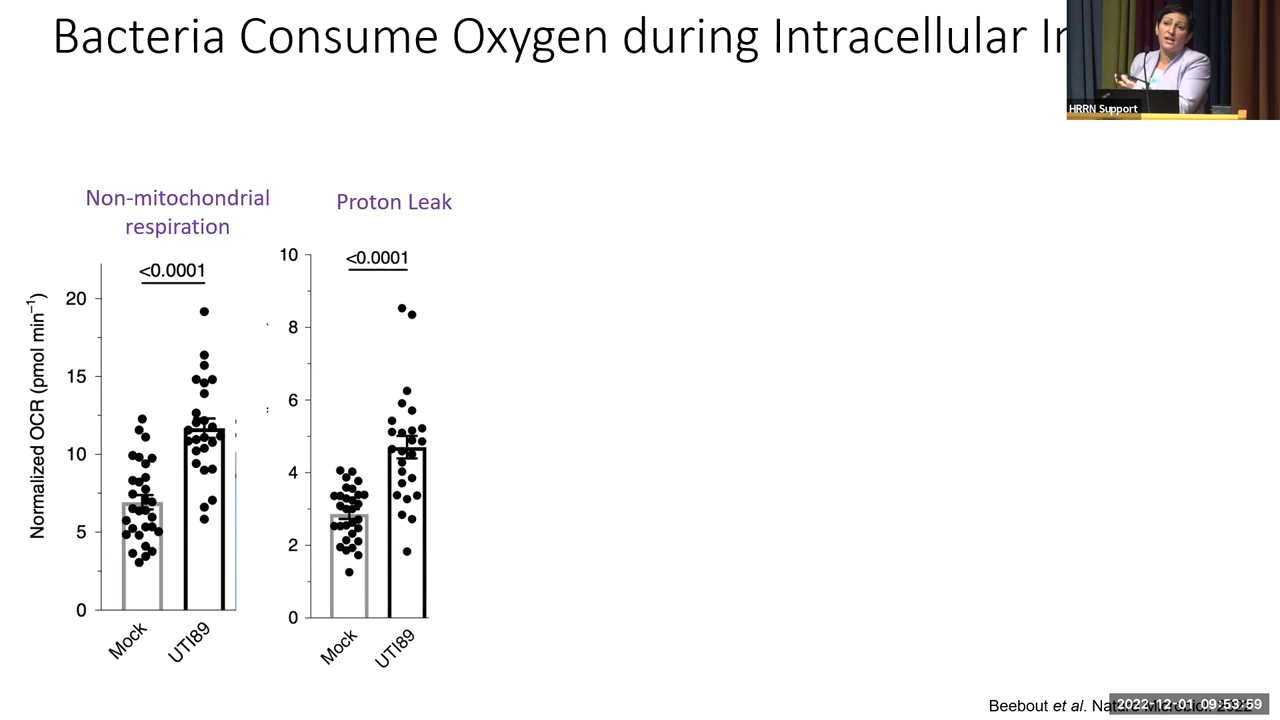 Bacteria Consume Oxygen during Intracellular
HRRN Support
Non-mitochondrial
respiration
Proton Leak
<0.0001
<0.0001
Normalized OCR (pmol min⁻¹)
20
15
10
5
0
Mock
UTI89
10
8
6
4
2
0
Mock
UTI89
Beebout et al.
2022-12-01 09:53:59